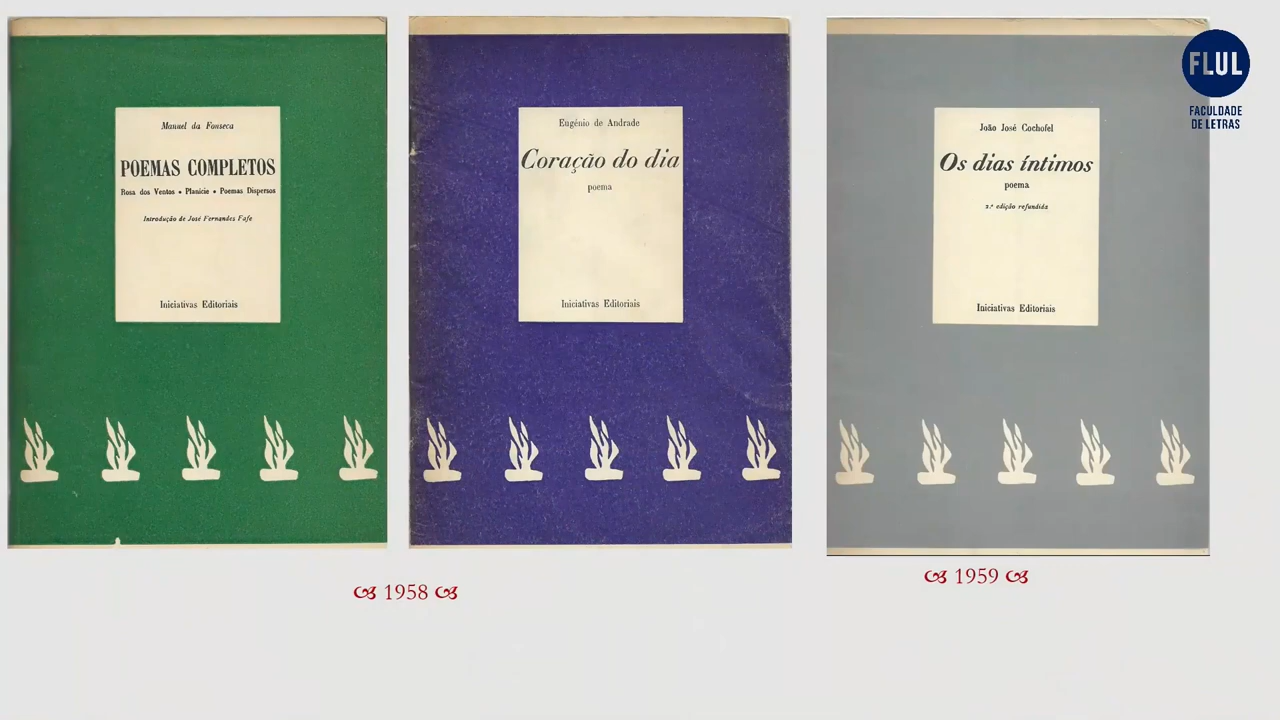 Manuel da Fonseca
POEMAS COMPLETOS
Rosa dos Ventos • Planície • Poemas Dispersos
Introdução de José Fernandes Fafe
Iniciativas Editoriais
Eugénio de Andrade
Coração do dia
poema
Iniciativas Editoriais
João José Cochofel
Os dias íntimos
poema
2.ª edição refundida
Iniciativas Editoriais
FLUL
FACULDADE
DE LETRAS
1958
1959